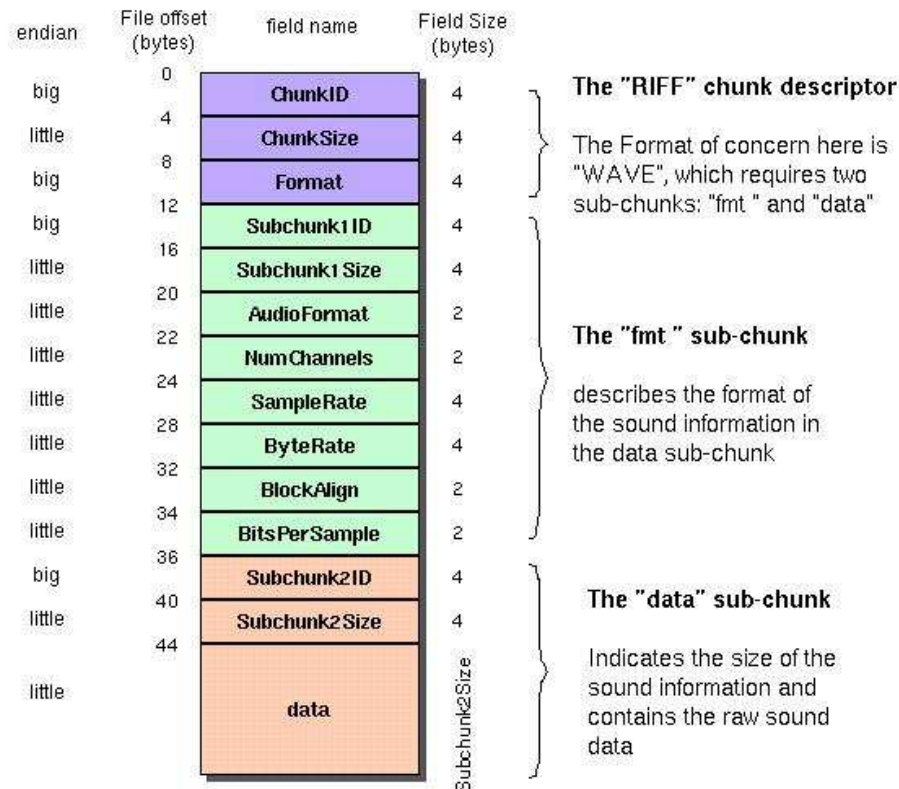 endian
File offset
(bytes)
field name
Field Size
(bytes)
0
big
ChunkID
4
4
little
ChunkSize
4
8
big
Format
4
12
big
Subchunk1ID
4
16
little
Subchunk1Size
4
20
little
AudioFormat
2
22
little
NumChannels
2
24
little
SampleRate
4
28
little
ByteRate
4
32
little
BlockAlign
2
34
little
BitsPerSample
2
36
big
Subchunk2ID
4
40
little
Subchunk2Size
4
44
little
data
Subchunk2Size
The "RIFF" chunk descriptor
The Format of concern here is
"WAVE", which requires two
sub-chunks: "fmt " and "data"
The "fmt " sub-chunk
describes the format of
the sound information in
the data sub-chunk
The "data" sub-chunk
Indicates the size of the
sound information and
contains the raw sound
data